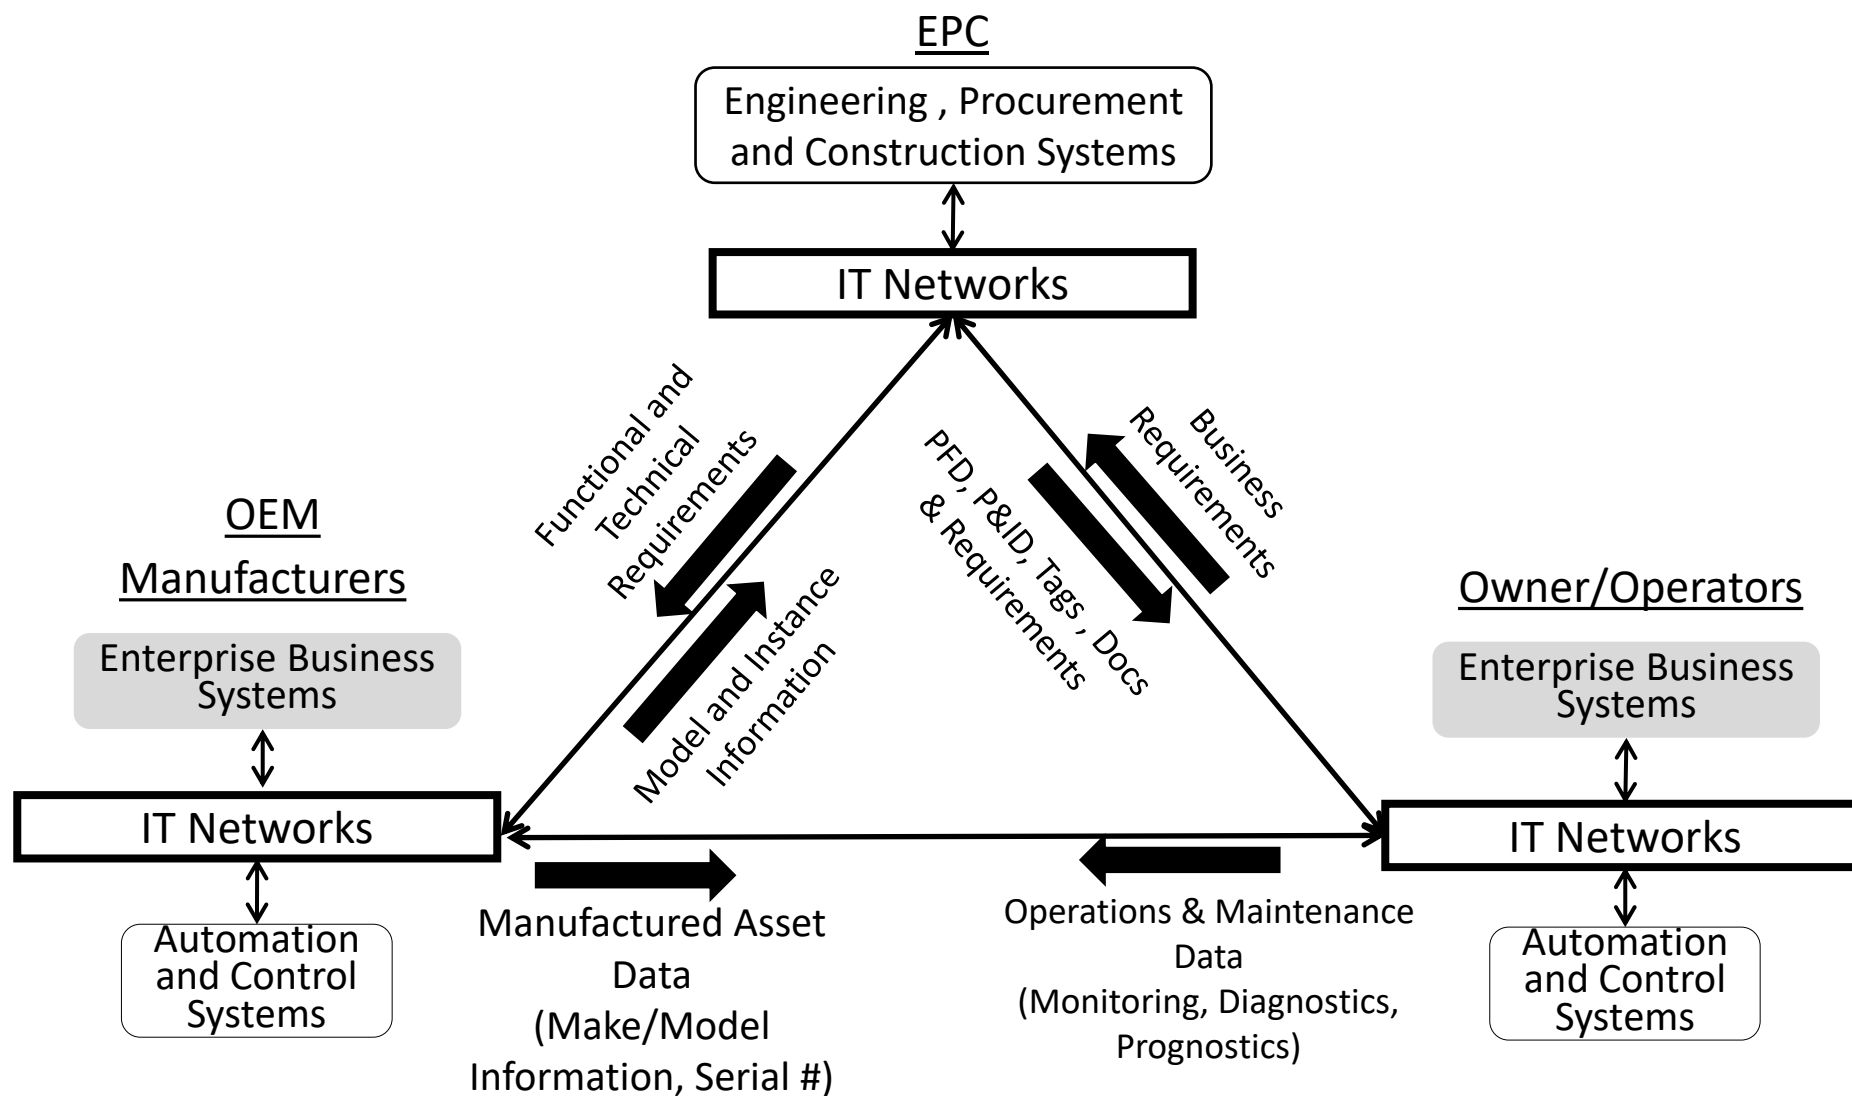 EPC
Engineering , Procurement
and Construction Systems
IT Networks
Functional and
Technical
Requirements
Model and Instance
Information
Business
Requirements
PFD, P&ID, Tags , Docs
& Requirements
OEM
Manufacturers
Enterprise Business
Systems
IT Networks
Automation
and Control
Systems
Owner/Operators
Enterprise Business
Systems
IT Networks
Automation
and Control
Systems
Manufactured Asset
Data
(Make/Model
Information, Serial #)
Operations & Maintenance
Data
(Monitoring, Diagnostics,
Prognostics)